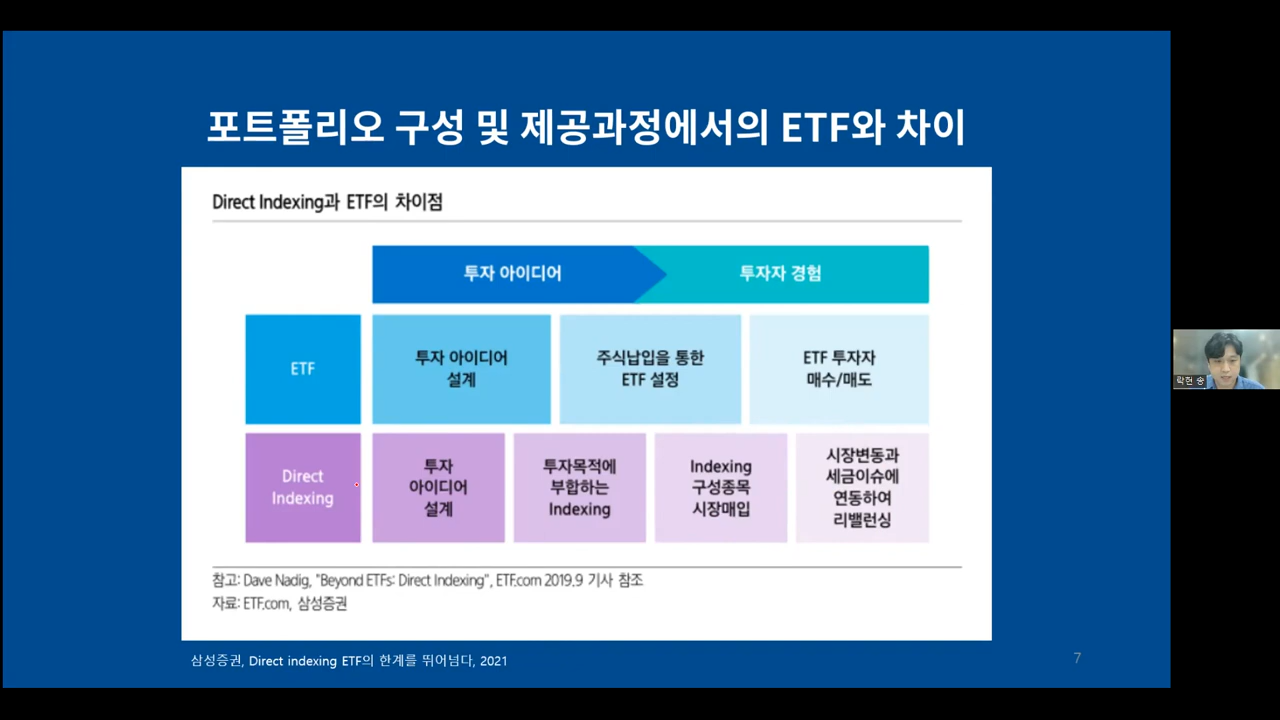 포트폴리오 구성 및 제공과정에서의 ETF와 차이
Direct Indexing과 ETF의 차이점
투자 아이디어
투자자 경험
ETF
투자 아이디어
설계
주식납입을 통한
ETF 설정
ETF 투자자
매수/매도
Direct
Indexing
투자
아이디어
설계
투자목적에
부합하는
Indexing
Indexing
구성종목
시장매입
시장변동과
세금이슈에
연동하여
리밸런싱
참고: Dave Nadig, "Beyond ETFs: Direct Indexing", ETF.com 2019.9 기사 참조
자료: ETF.com, 삼성증권
삼성증권, Direct indexing ETF의 한계를 뛰어넘다, 2021
7
락현 송